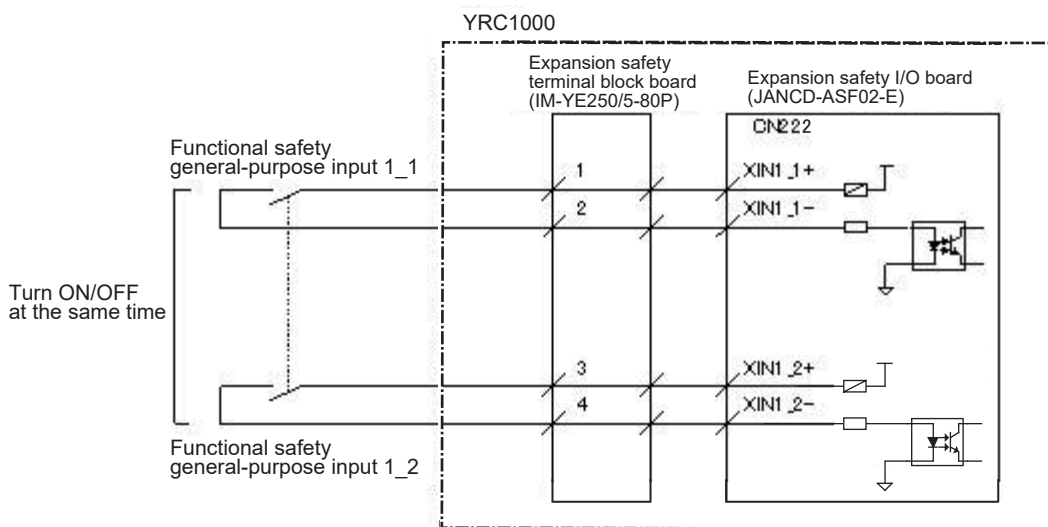 YRC1000
Expansion safety
terminal block board
(IM-YE250/5-80P)
Expansion safety I/O board
(JANCD-ASF02-E)
CN222
Functional safety
general-purpose input 1_1
1
XIN1_1+
2
XIN1_1-
Turn ON/OFF
at the same time
3
XIN1_2+
4
XIN1_2-
Functional safety
general-purpose input 1_2